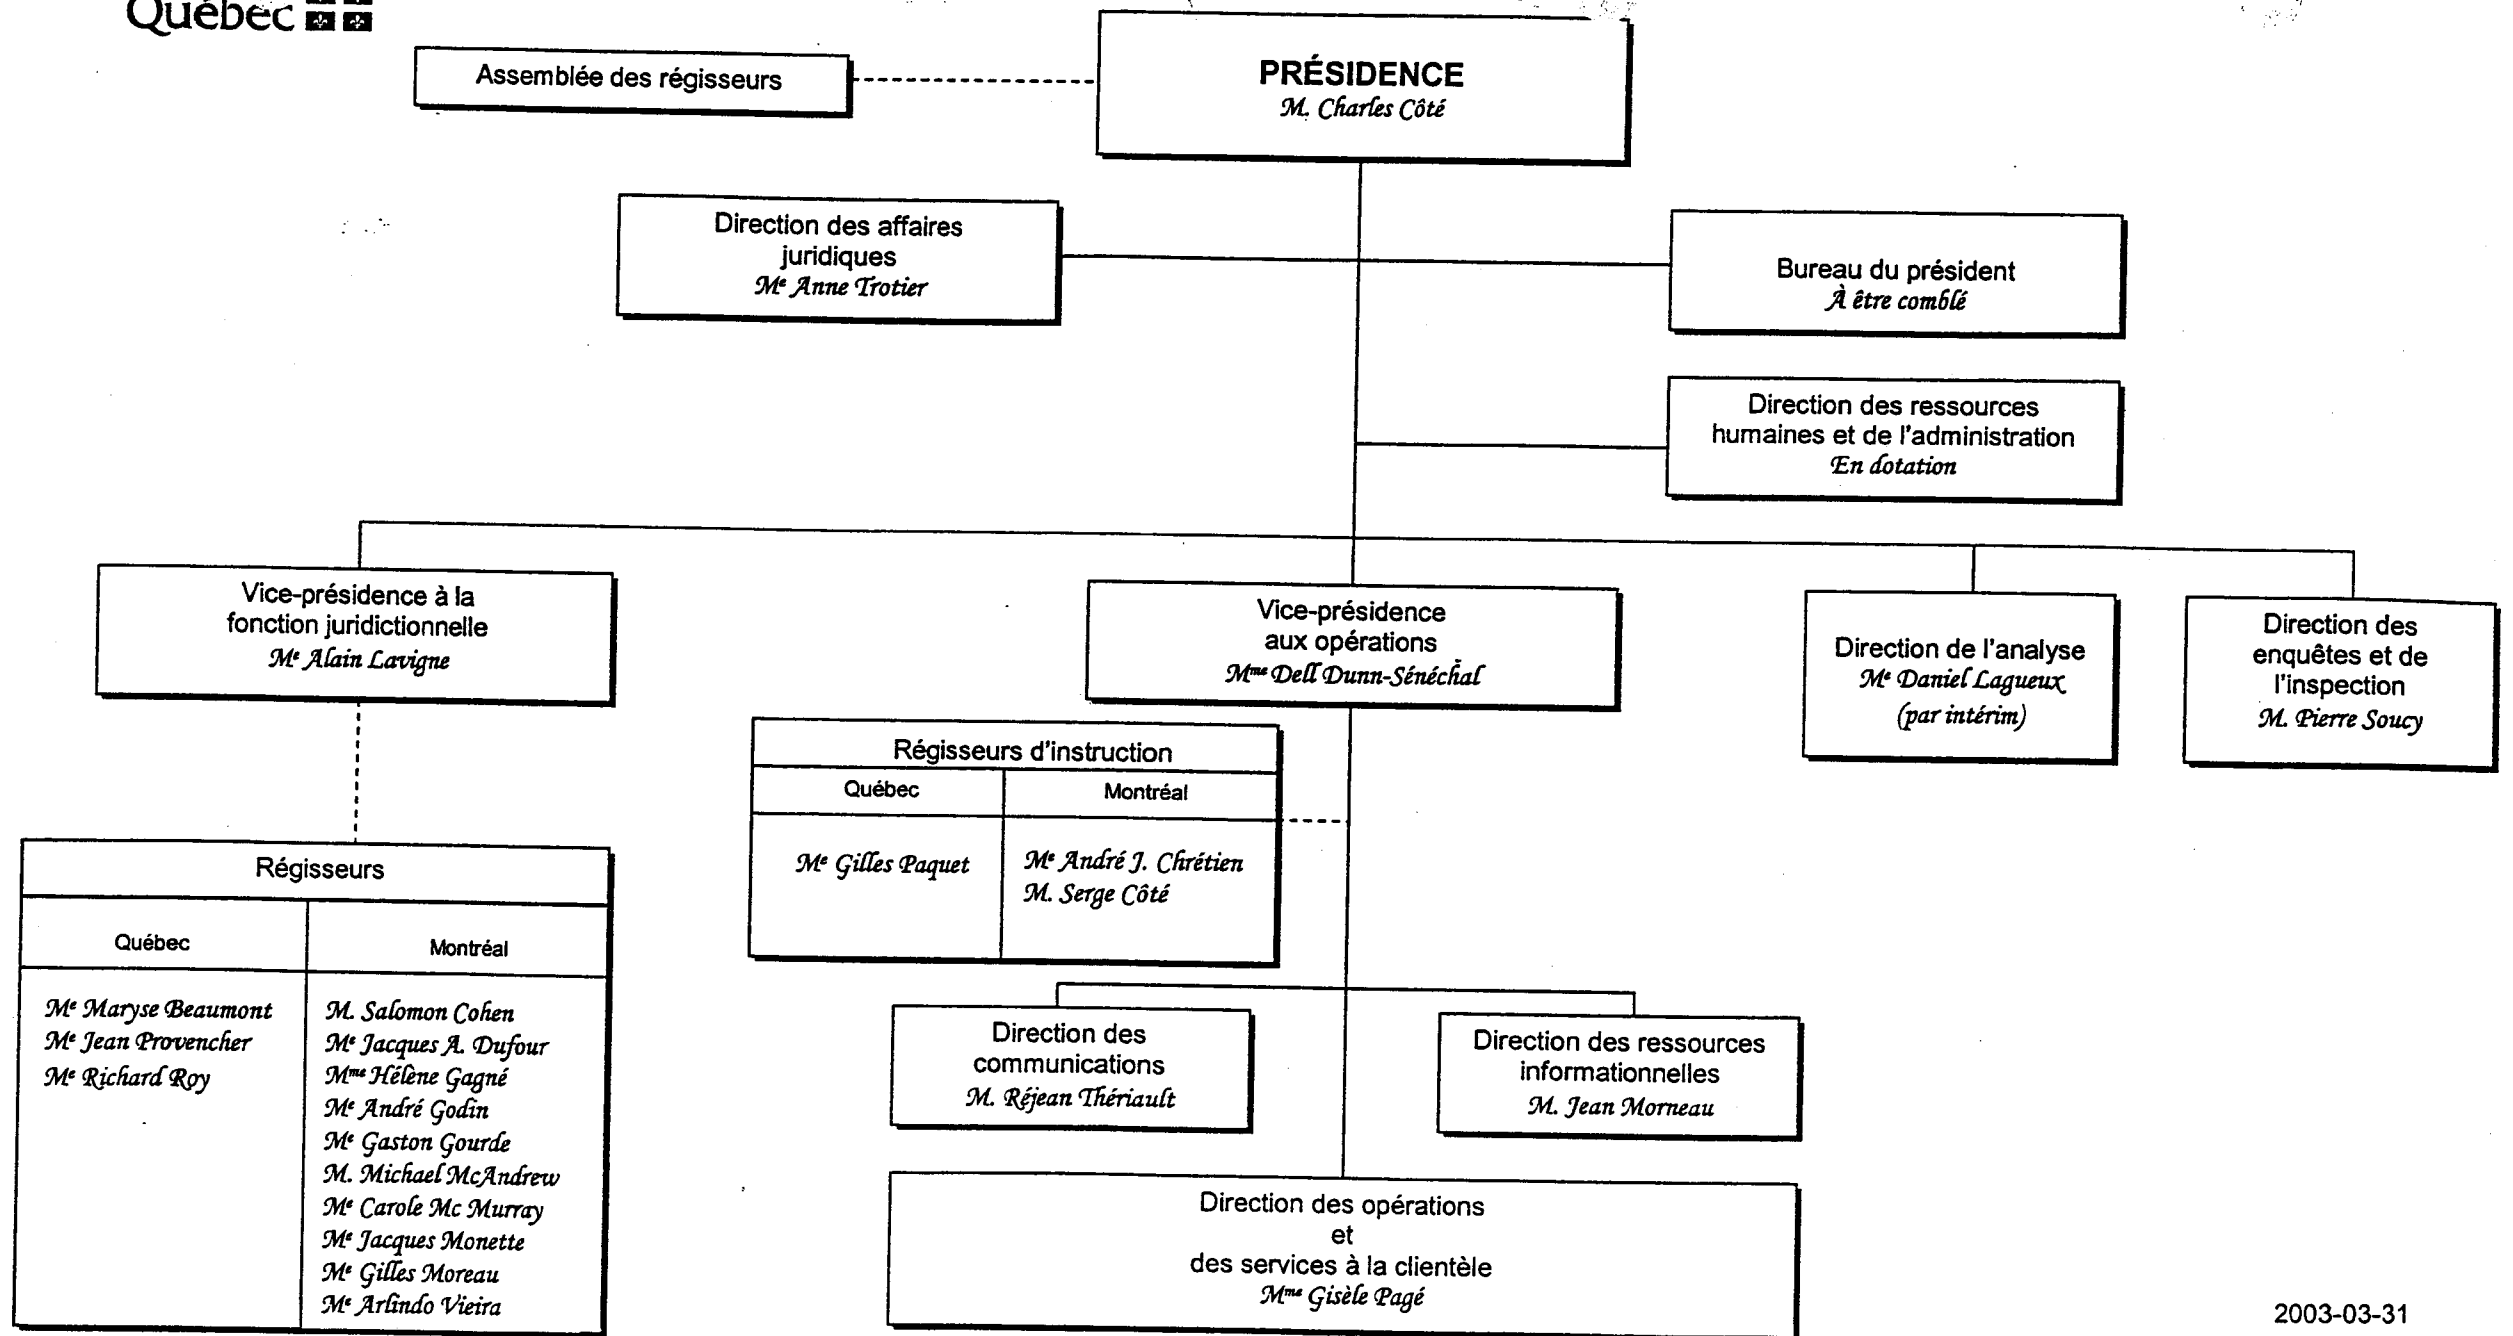 Québec
Assemblée des régisseurs
PRÉSIDENCE
M. Charles Côté
Direction des affaires
juridiques
Me Anne Trotier
Bureau du président
À être comblé
Direction des ressources
humaines et de l'administration
En dotation
Vice-présidence à la
fonction juridictionnelle
Me Alain Lavigne
Vice-présidence
aux opérations
Mme Dell Dunn-Sénéchal
Direction de l'analyse
Me Daniel Lagueux
(par intérim)
Direction des
enquêtes et de
l'inspection
M. Pierre Soucy
Régisseurs d'instruction
Québec
Montréal
Me Gilles Paquet
Me André J. Chrétien
M. Serge Côté
Régisseurs
Québec
Montréal
Me Maryse Beaumont
Me Jean Provencher
Me Richard Roy
M. Salomon Cohen
Me Jacques A. Dufour
Mme Hélène Gagné
Me André Godin
Me Gaston Gourde
M. Michael McAndrew
Me Carole Mc Murray
Me Jacques Monette
Me Gilles Moreau
Me Arlindo Vieira
Direction des
communications
M. Réjean Thériault
Direction des ressources
informationnelles
M. Jean Morneau
Direction des opérations
et
des services à la clientèle
Mme Gisèle Pagé
2003-03-31